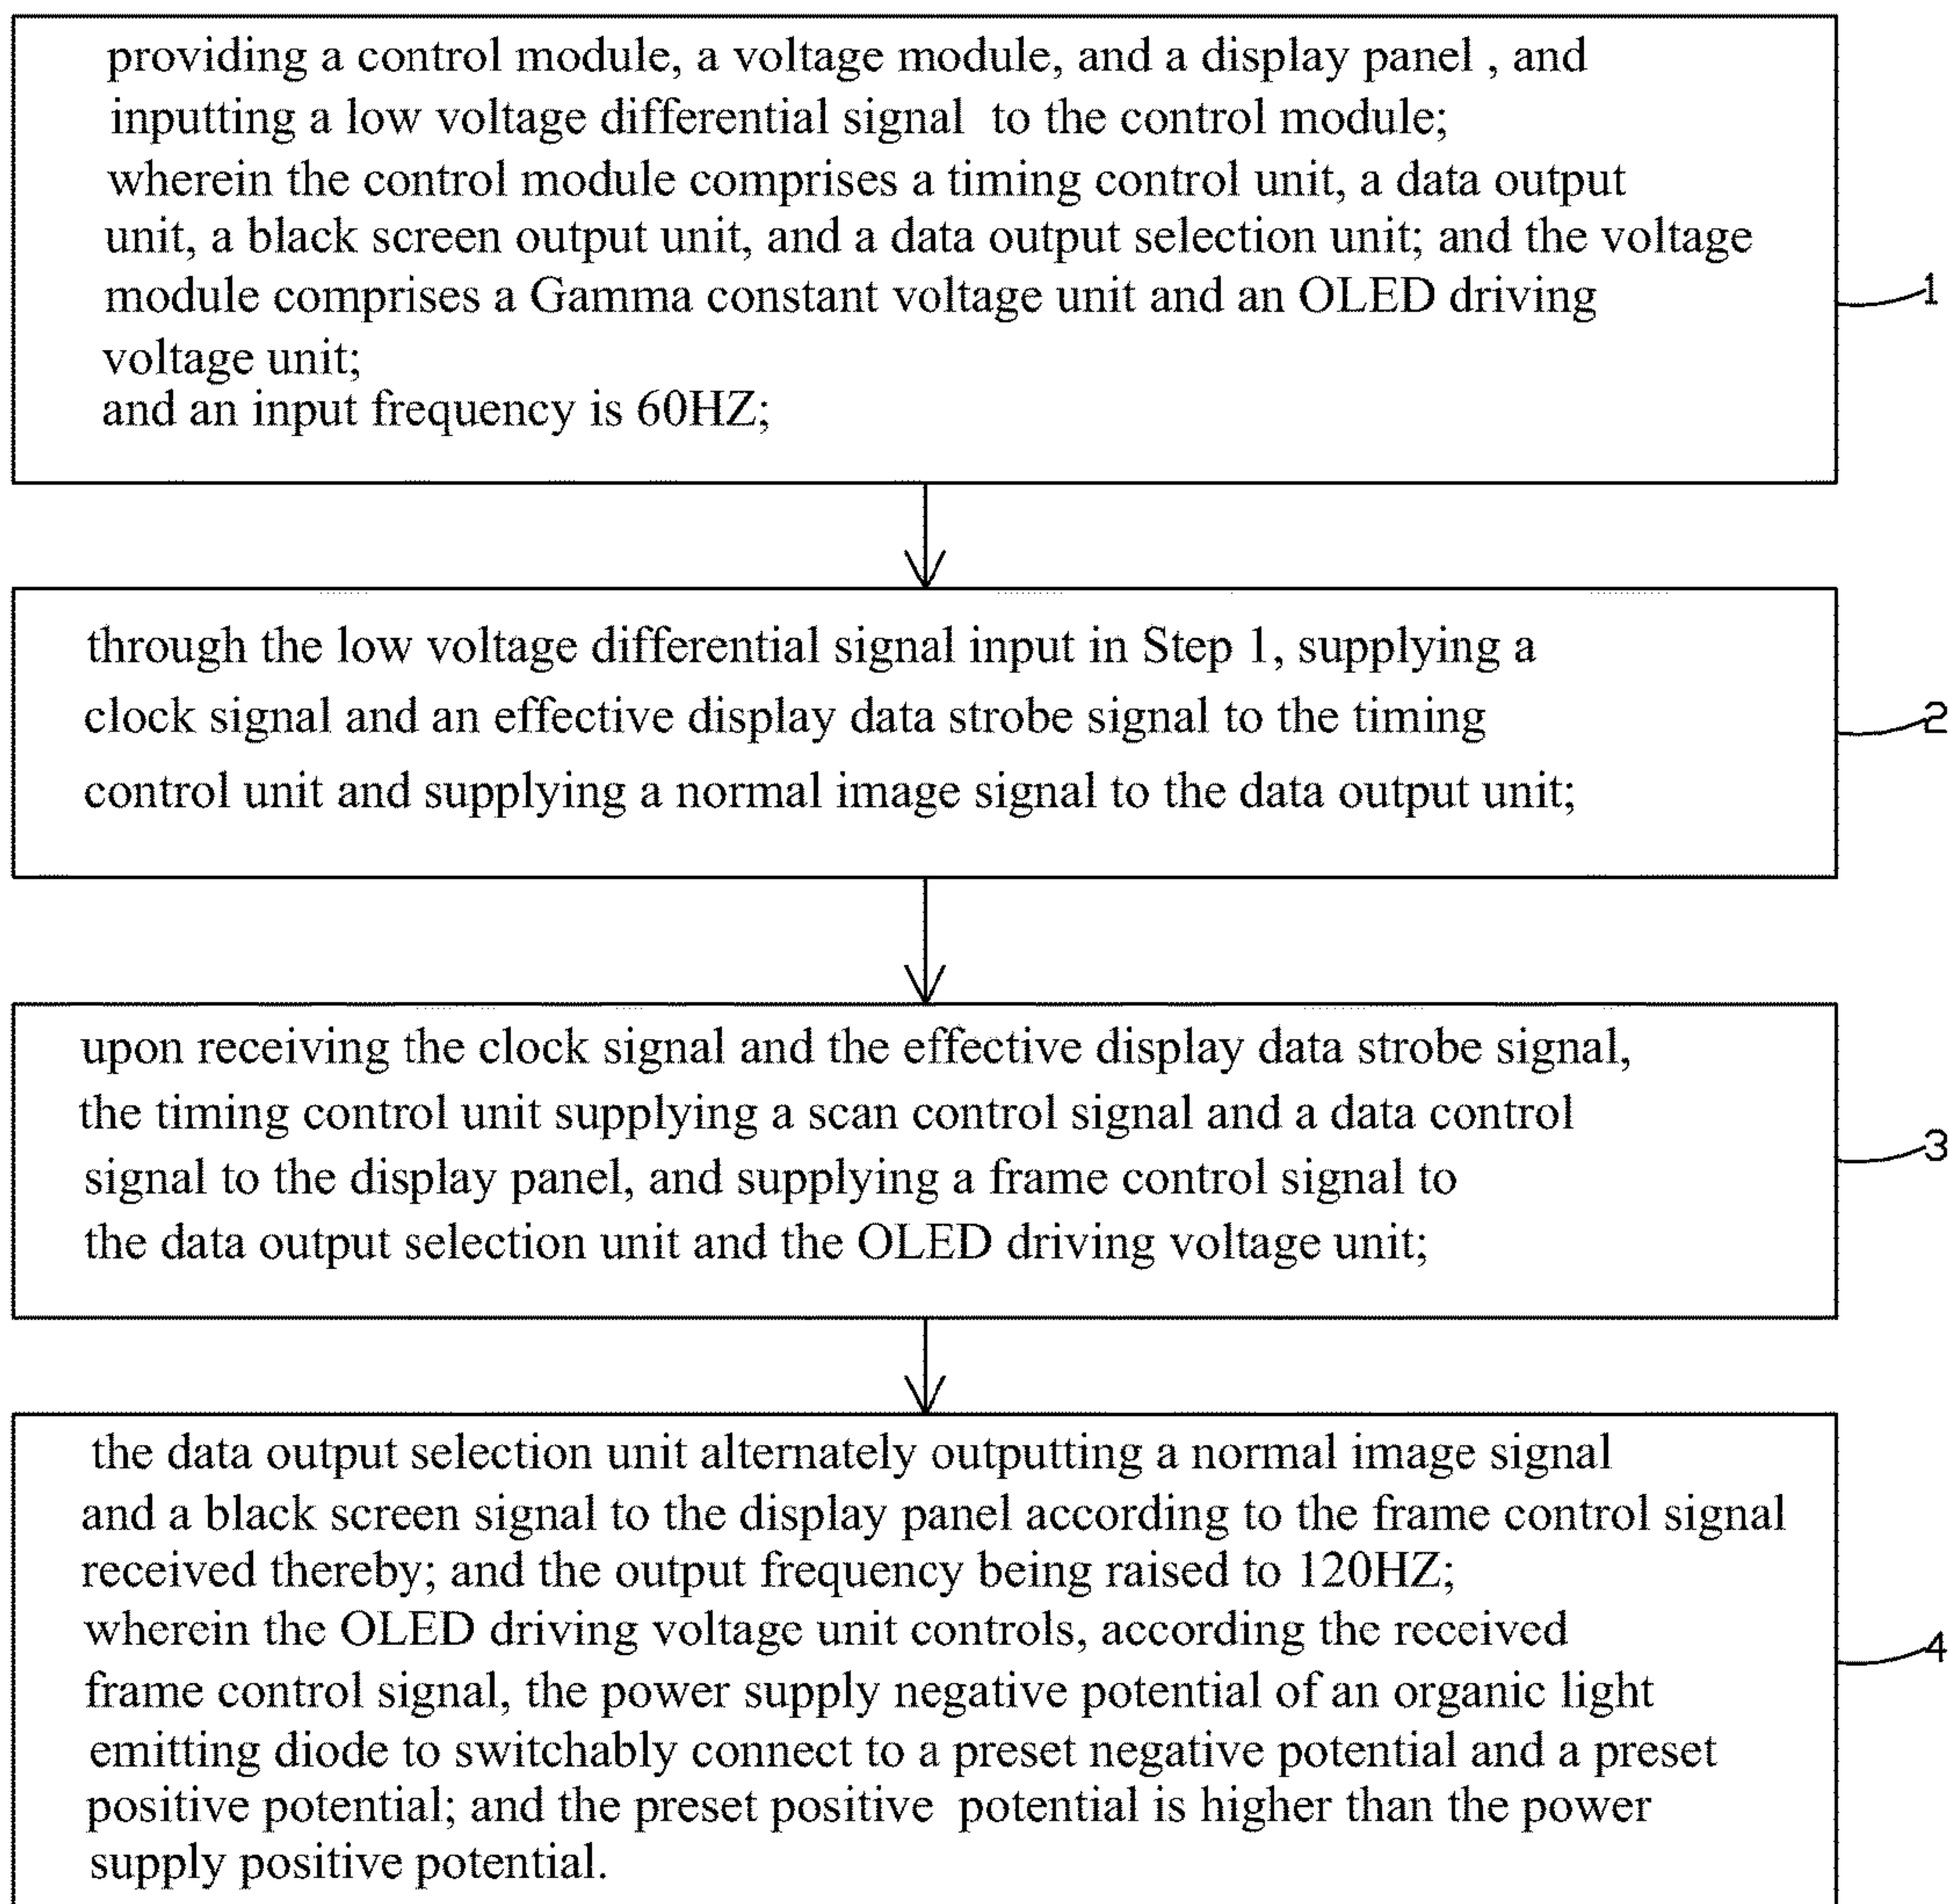 providing a control module, a voltage module, and a display panel , and
inputting a low voltage differential signal to the control module;
wherein the control module comprises a timing control unit, a data output
unit, a black screen output unit, and a data output selection unit; and the voltage
module comprises a Gamma constant voltage unit and an OLED driving
voltage unit;
and an input frequency is 60HZ;
1
through the low voltage differential signal input in Step 1, supplying a
clock signal and an effective display data strobe signal to the timing
control unit and supplying a normal image signal to the data output unit;
2
upon receiving the clock signal and the effective display data strobe signal,
the timing control unit supplying a scan control signal and a data control
signal to the display panel, and supplying a frame control signal to
the data output selection unit and the OLED driving voltage unit;
3
the data output selection unit alternately outputting a normal image signal
and a black screen signal to the display panel according to the frame control signal
received thereby; and the output frequency being raised to 120HZ;
wherein the OLED driving voltage unit controls, according the received
frame control signal, the power supply negative potential of an organic light
emitting diode to switchably connect to a preset negative potential and a preset
positive potential; and the preset positive potential is higher than the power
supply positive potential.
4